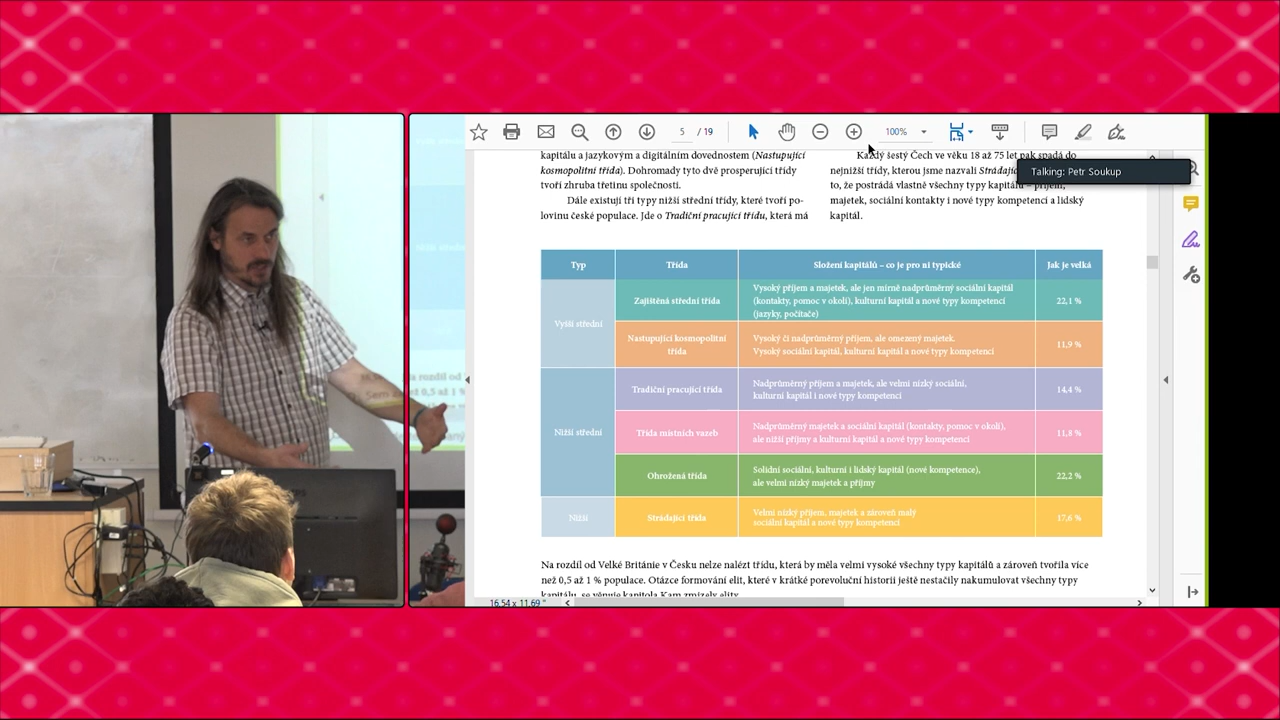 5 / 19
100%
Talking: Petr Soukup
kapitálu a jazykovým a digitálním dovednostem (Nastupující
kosmopolitní třída). Dohromady tyto dvě prosperující třídy
tvoří zhruba třetinu společnosti.
Dále existují tři typy nižší střední třídy, které tvoří po-
lovinu české populace. Jde o Tradiční pracující třídu, která má
Každý šestý Čech ve věku 18 až 75 let pak spadá do
nejnižší třídy, kterou jsme nazvali
to, že postrádá vlastně všechny typy kapitálu – příjem,
majetek, sociální kontakty i nové typy kompetencí a lidský
kapitál.
Typ Třída Složení kapitálů – co je pro ni typické Jak je velká
Vyšší střední
Zajištěná střední třída
Vysoký příjem a majetek, ale jen mírně nadprůměrný sociální kapitál
(kontakty, pomoc v okolí), kulturní kapitál a nové typy kompetencí
(jazyky, počítače)
22,1 %
Nastupující kosmopolitní
třída
Vysoký či nadprůměrný příjem, ale omezený majetek.
Vysoký sociální kapitál, kulturní kapitál a nové typy kompetencí
11,9 %
Nižší střední
Tradiční pracující třída
Nadprůměrný příjem a majetek, ale velmi nízký sociální,
kulturní kapitál i nové typy kompetencí
14,4 %
Třída místních vazeb
Nadprůměrný majetek a sociální kapitál (kontakty, pomoc v okolí),
ale nižší příjmy a kulturní kapitál a nové typy kompetencí
11,8 %
Ohrožená třída
Solidní sociální, kulturní i lidský kapitál (nové kompetence),
ale velmi nízký majetek a příjmy
22,2 %
Nižší
Strádající třída
Velmi nízký příjem, majetek a zároveň malý
sociální kapitál a nové typy kompetencí
17,6 %
Na rozdíl od Velké Británie v Česku nelze nalézt třídu, která by měla velmi vysoké všechny typy kapitálů a zároveň tvořila více
než 0,5 až 1 % populace. Otázce formování elit, které v krátké porevoluční historii ještě nestačily nakumulovat všechny typy
kapitálu, se věnuje kapitola Kam zmizely elity.
16,54 x 11,69 "